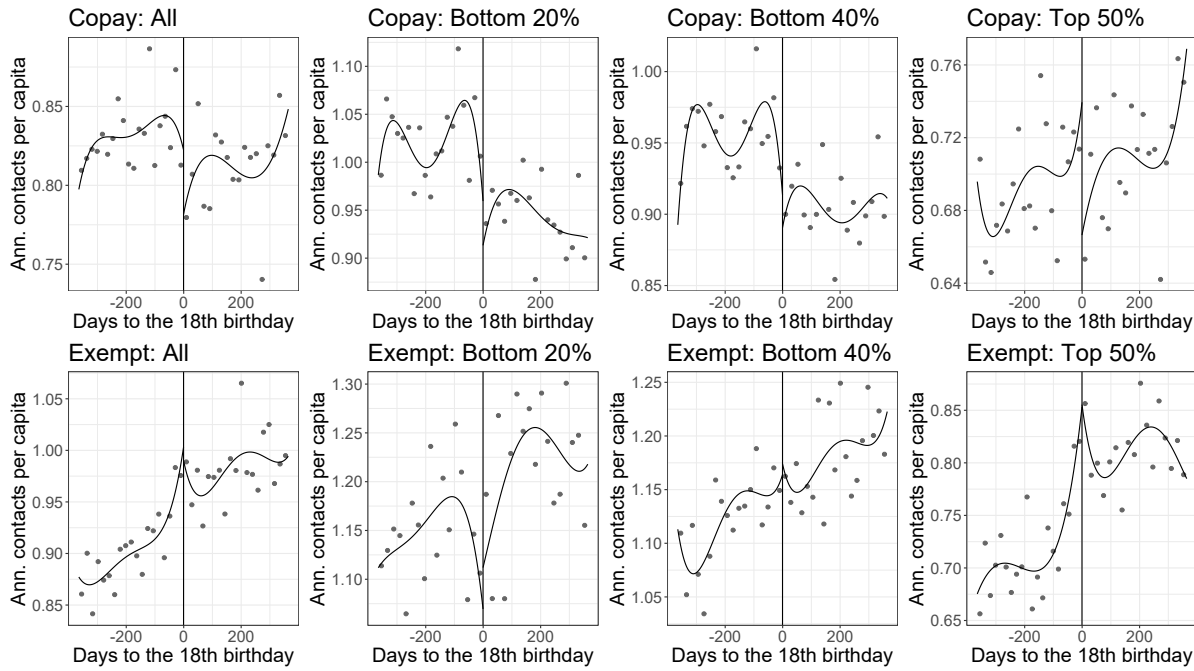 Copay: All
Copay: Bottom 20%
Copay: Bottom 40%
Copay: Top 50%
Ann. contacts per capita
0.85
0.80
0.75
-200
0
200
Days to the 18th birthday
Ann. contacts per capita
1.10
1.05
1.00
0.95
0.90
-200
0
200
Days to the 18th birthday
Ann. contacts per capita
1.00
0.95
0.90
0.85
-200
0
200
Days to the 18th birthday
Ann. contacts per capita
0.76
0.72
0.68
0.64
-200
0
200
Days to the 18th birthday
Exempt: All
Exempt: Bottom 20%
Exempt: Bottom 40%
Exempt: Top 50%
Ann. contacts per capita
1.05
1.00
0.95
0.90
0.85
-200
0
200
Days to the 18th birthday
Ann. contacts per capita
1.30
1.25
1.20
1.15
1.10
-200
0
200
Days to the 18th birthday
Ann. contacts per capita
1.25
1.20
1.15
1.10
1.05
-200
0
200
Days to the 18th birthday
Ann. contacts per capita
0.85
0.80
0.75
0.70
0.65
-200
0
200
Days to the 18th birthday